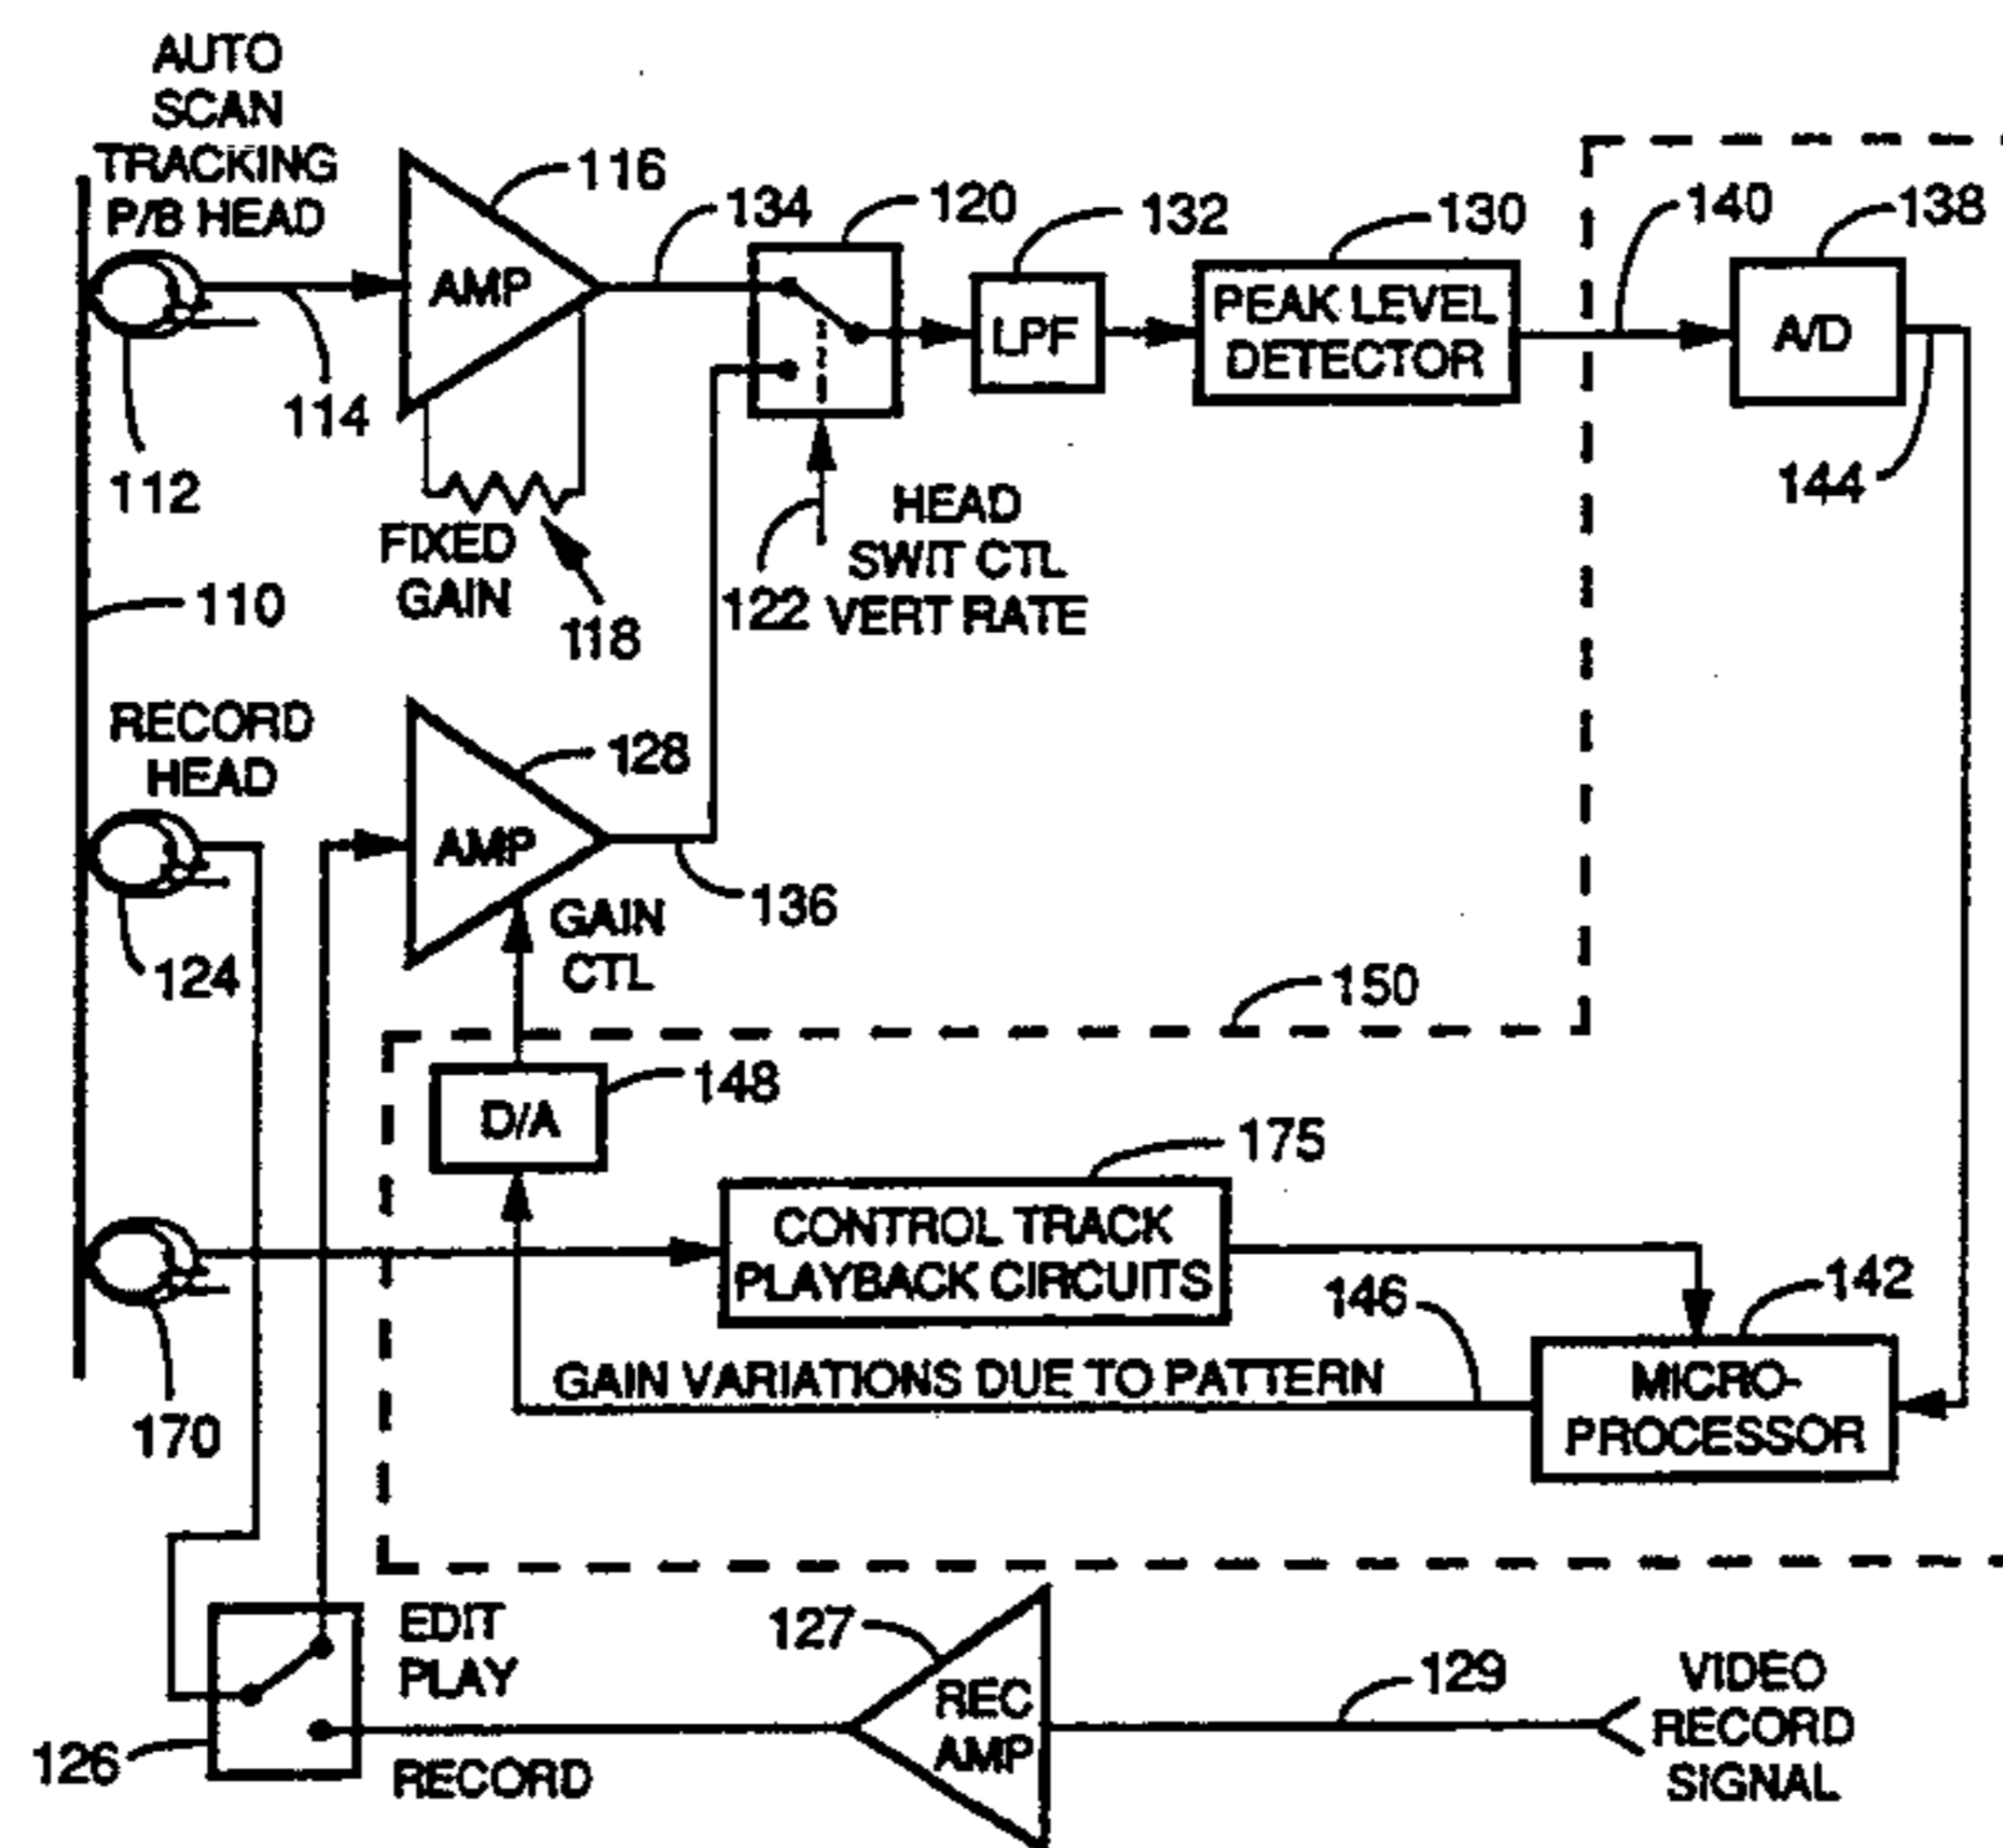 AUTO
SCAN
TRACKING
P/B HEAD
116
134
120
132
130
140
138
AMP
LPF
PEAK LEVEL
DETECTOR
A/D
114
112
144
FIXED
GAIN
118
HEAD
SWIT CTL
VERT RATE
122
110
RECORD
HEAD
128
AMP
136
GAIN
CTL
124
150
D/A
148
175
CONTROL TRACK
PLAYBACK CIRCUITS
146
142
GAIN VARIATIONS DUE TO PATTERN
MICRO-
PROCESSOR
170
EDIT
PLAY
127
REC
AMP
129
VIDEO
RECORD
SIGNAL
126
RECORD